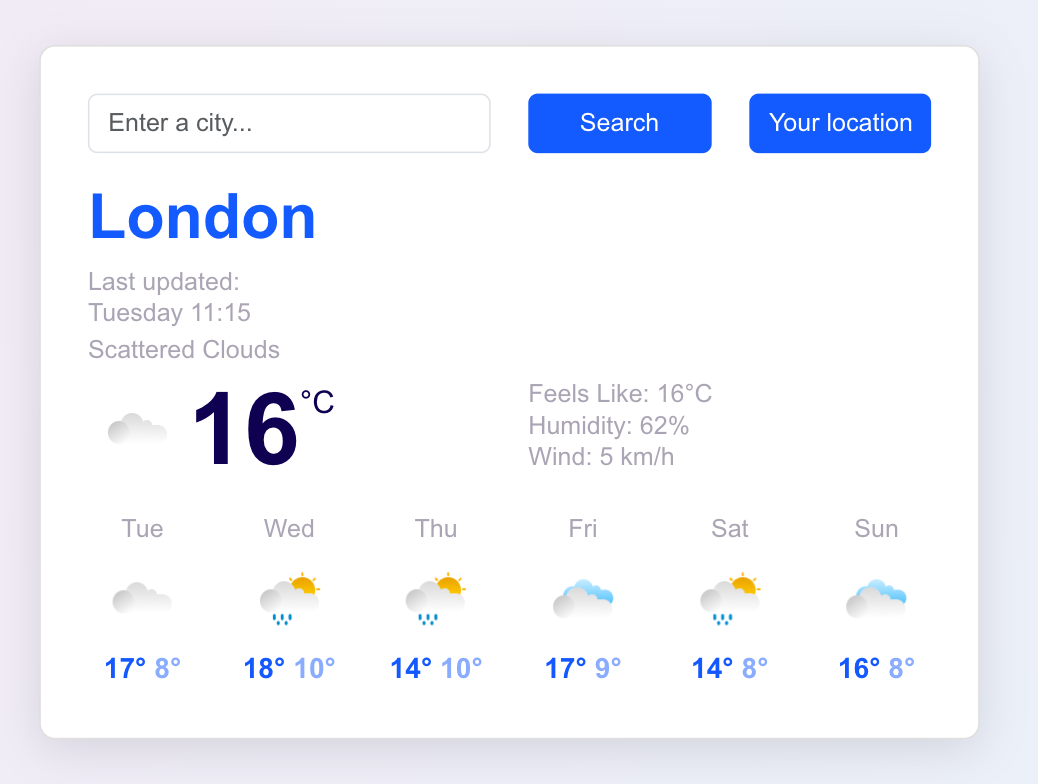 Enter a city...
Search
Your location
London
Last updated:
Tuesday 11:15
Scattered Clouds
16°C
Feels Like: 16°C
Humidity: 62%
Wind: 5 km/h
Tue Wed Thu Fri Sat Sun
17° 8° 18° 10° 14° 10° 17° 9° 14° 8° 16° 8°